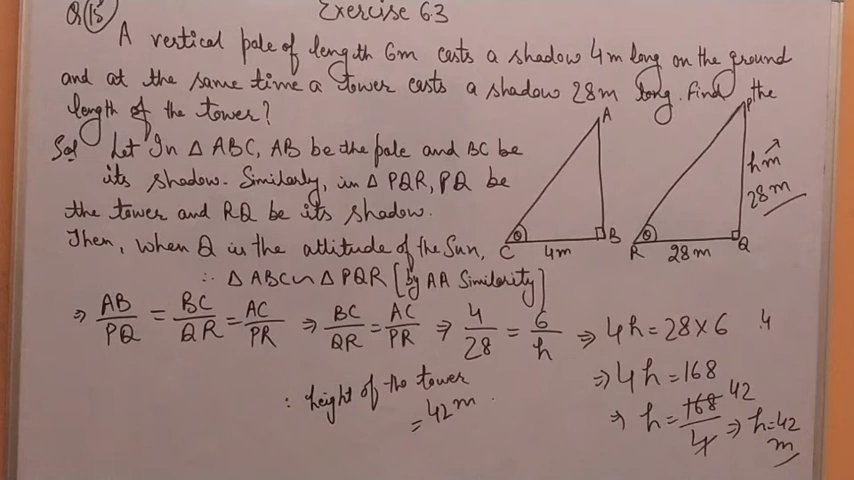 Q(15) Exercise 6.3
A vertical pole of length 6m casts a shadow 4m long on the ground
and at the same time a tower casts a shadow 28m long. Find the
length of the tower?
Sol Let In △ ABC, AB be the pole and BC be
its shadow. Similarly, in △ PQR, PQ be
the tower and RQ be its shadow.
Then, when Q is the altitude of the Sun,
∴ △ ABC ∼ △ PQR [by AA Similarity]
⇒ AB/PQ = BC/QR = AC/PR ⇒ BC/QR = AC/PR ⇒ 4/28 = 6/h ⇒ 4h = 28×6
⇒ 4h = 168
⇒ h = 168/4 42 ⇒ h = 42 m
: height of the tower
= 42 m.
A
B
C
θ
4m
P
Q
R
θ
28m
h m
28m